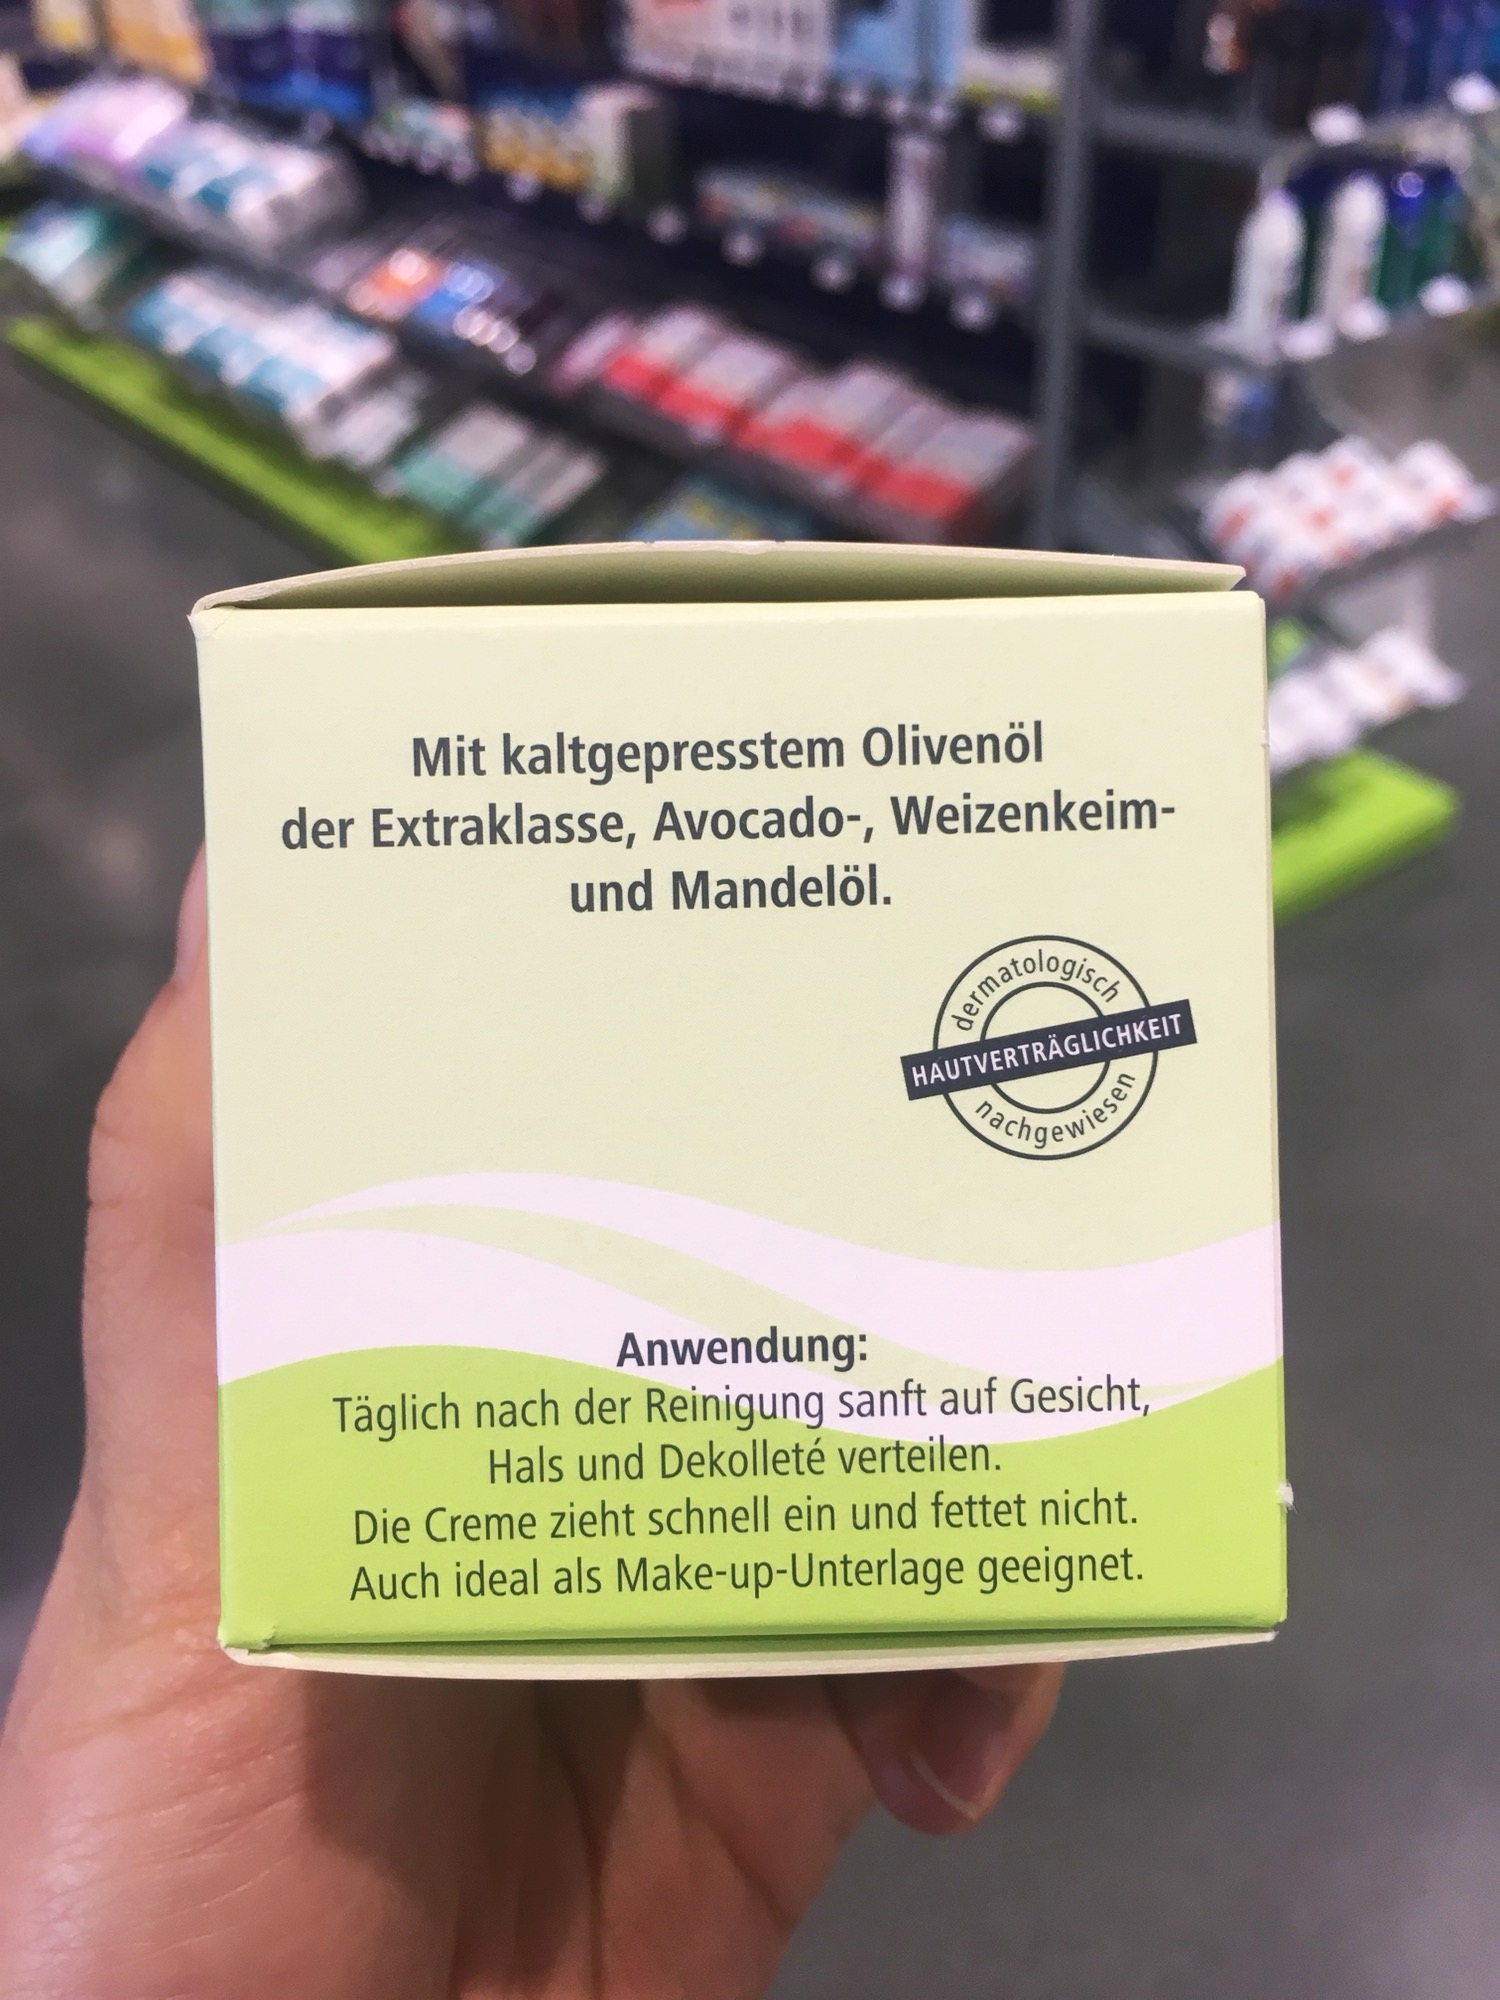 Mit kaltgepresstem Olivenöl
der Extraklasse, Avocado-, Weizenkeim-
und Mandelöl.
dermatologisch
HAUTVERTRÄGLICHKEIT
nachgewiesen
Anwendung:
Täglich nach der Reinigung sanft auf Gesicht,
Hals und Dekolleté verteilen.
Die Creme zieht schnell ein und fettet nicht.
Auch ideal als Make-up-Unterlage geeignet.